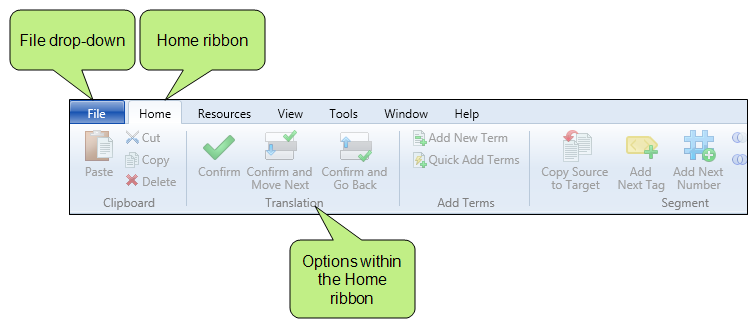 File drop-down
Home ribbon
File Home Resources View Tools Window Help
Paste
Cut
Copy
Delete
Clipboard
Confirm
Confirm and
Move Next
Confirm and
Go Back
Translation
Add New Term
Quick Add Terms
Add Terms
Copy Source
to Target
Add
Next Tag
Add Next
Number
Segment
Options within
the Home
ribbon